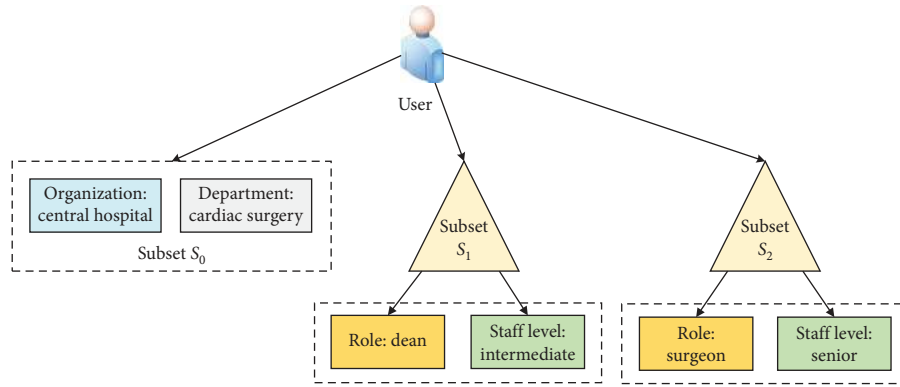 User
Organization:
central hospital
Department:
cardiac surgery
Subset S0
Subset
S1
Subset
S2
Role: dean
Staff level:
intermediate
Role:
surgeon
Staff level:
senior